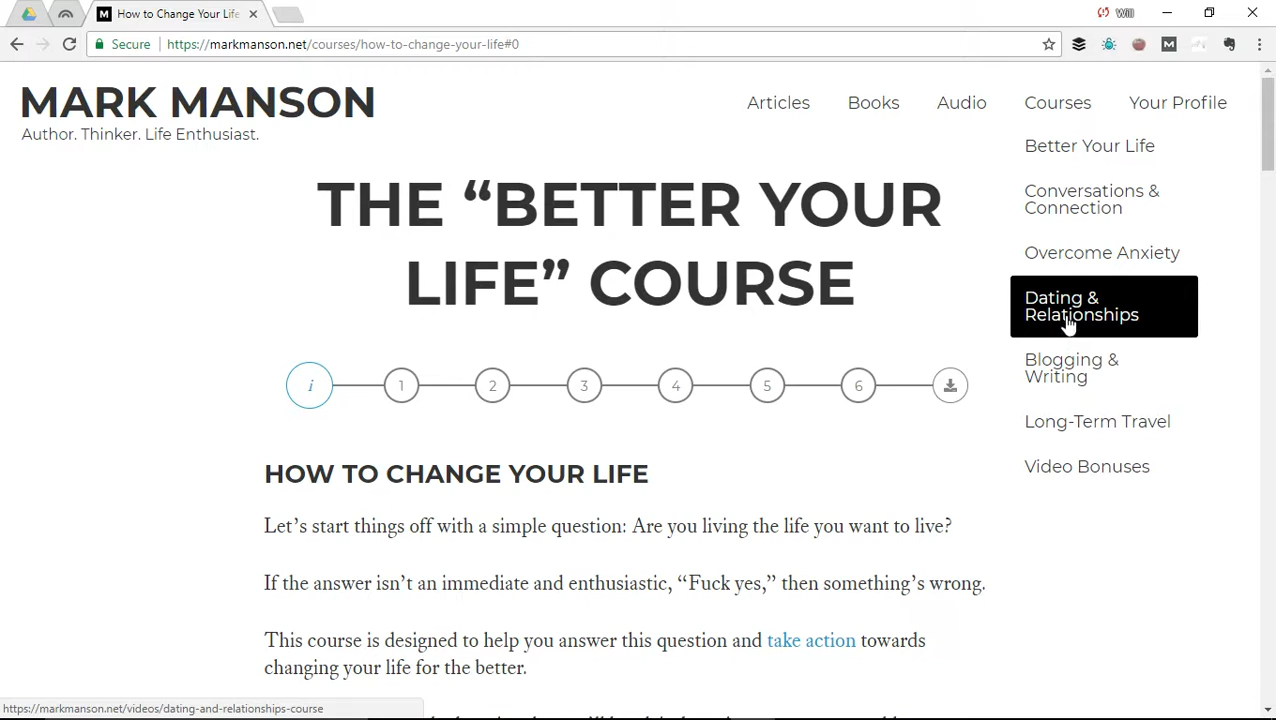 How to Change Your Life
Will
Secure
https://markmanson.net/courses/how-to-change-your-life#0
MARK MANSON
Author. Thinker. Life Enthusiast.
Articles
Books
Audio
Courses
Your Profile
Better Your Life
Conversations &
Connection
Overcome Anxiety
Dating &
Relationships
Blogging &
Writing
Long-Term Travel
Video Bonuses
THE “BETTER YOUR
LIFE” COURSE
i
1
2
3
4
5
6
HOW TO CHANGE YOUR LIFE
Let’s start things off with a simple question: Are you living the life you want to live?
If the answer isn’t an immediate and enthusiastic, “Fuck yes,” then something’s wrong.
This course is designed to help you answer this question and take action towards
changing your life for the better.
https://markmanson.net/videos/dating-and-relationships-course